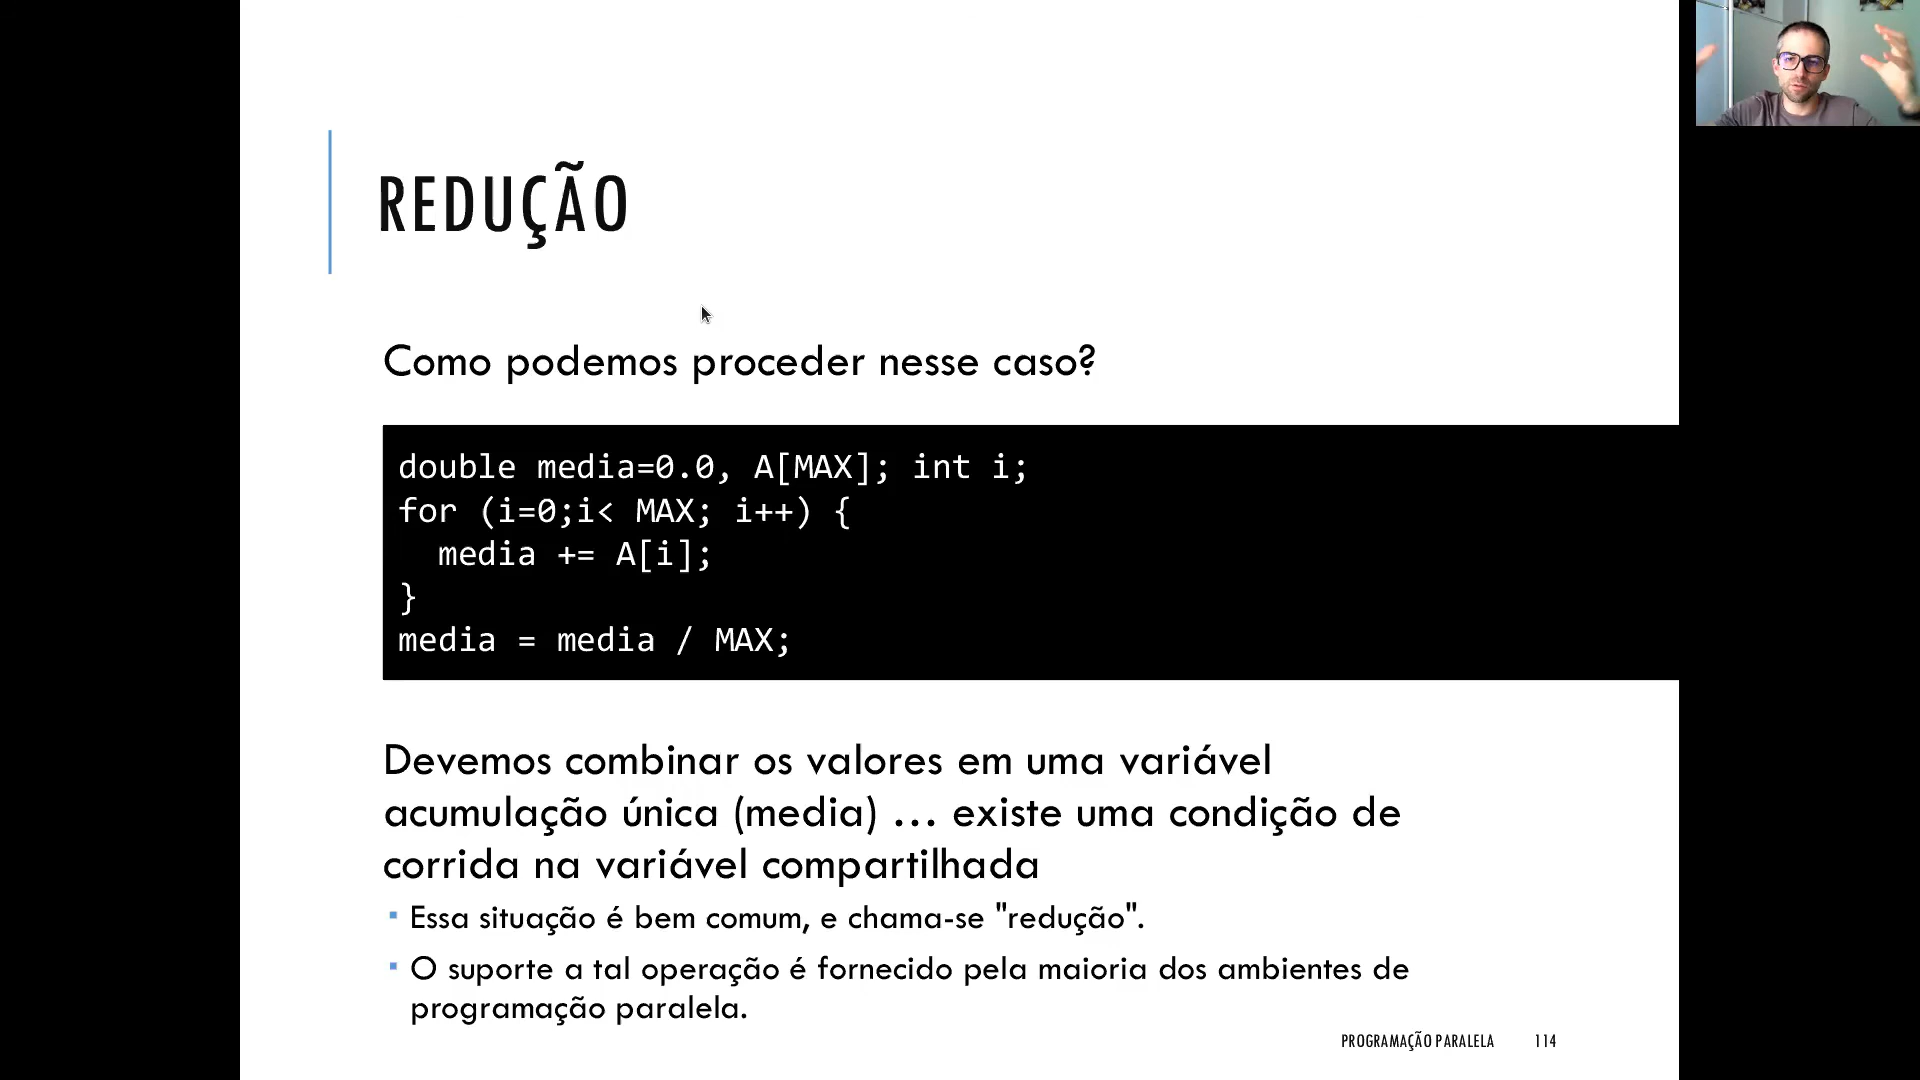 REDUÇÃO
Como podemos proceder nesse caso?
double media=0.0, A[MAX]; int i;
for (i=0;i< MAX; i++) {
  media += A[i];
}
media = media / MAX;
Devemos combinar os valores em uma variável
acumulação única (media) ... existe uma condição de
corrida na variável compartilhada
▪ Essa situação é bem comum, e chama-se "redução".
▪ O suporte a tal operação é fornecido pela maioria dos ambientes de
programação paralela.
PROGRAMAÇÃO PARALELA 114